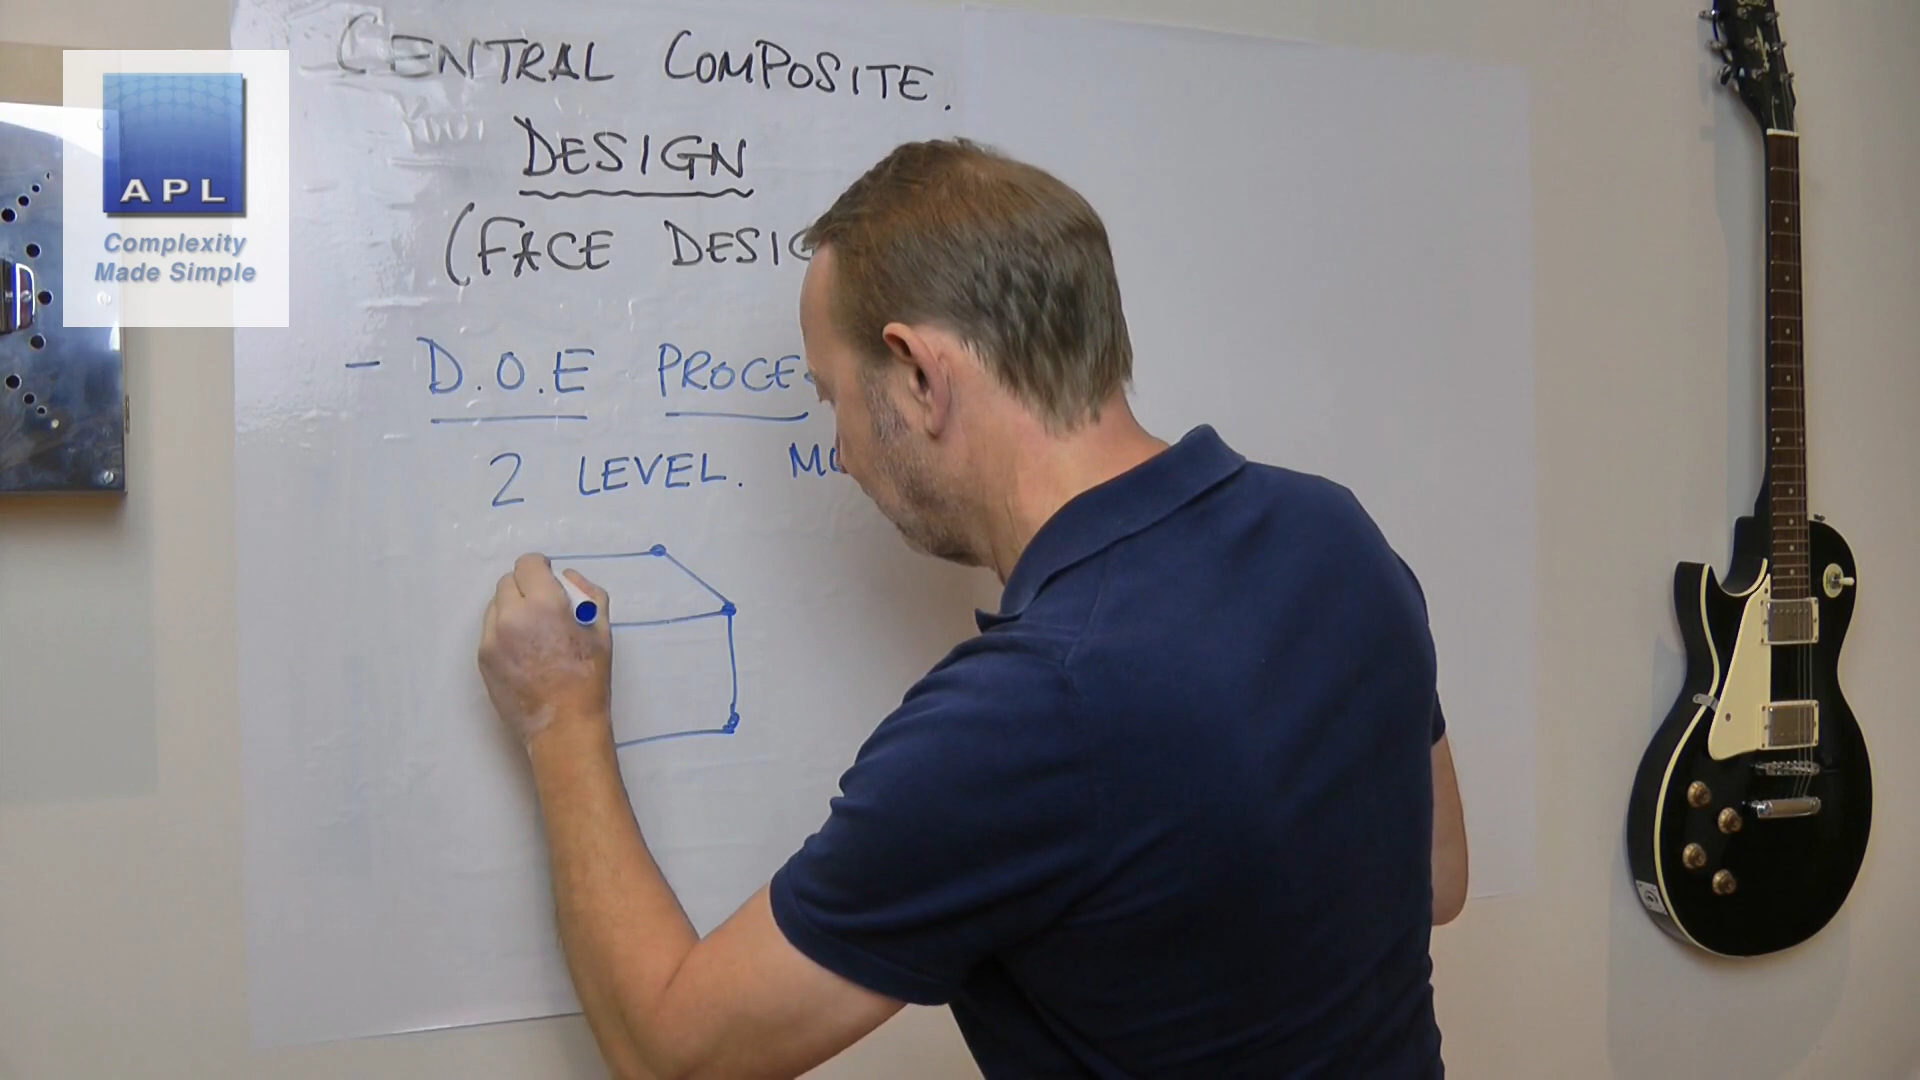 CENTRAL COMPOSITE.
DESIGN
(FACE DESIG
- D.O.E PROCE
2 LEVEL. M
APL
Complexity
Made Simple